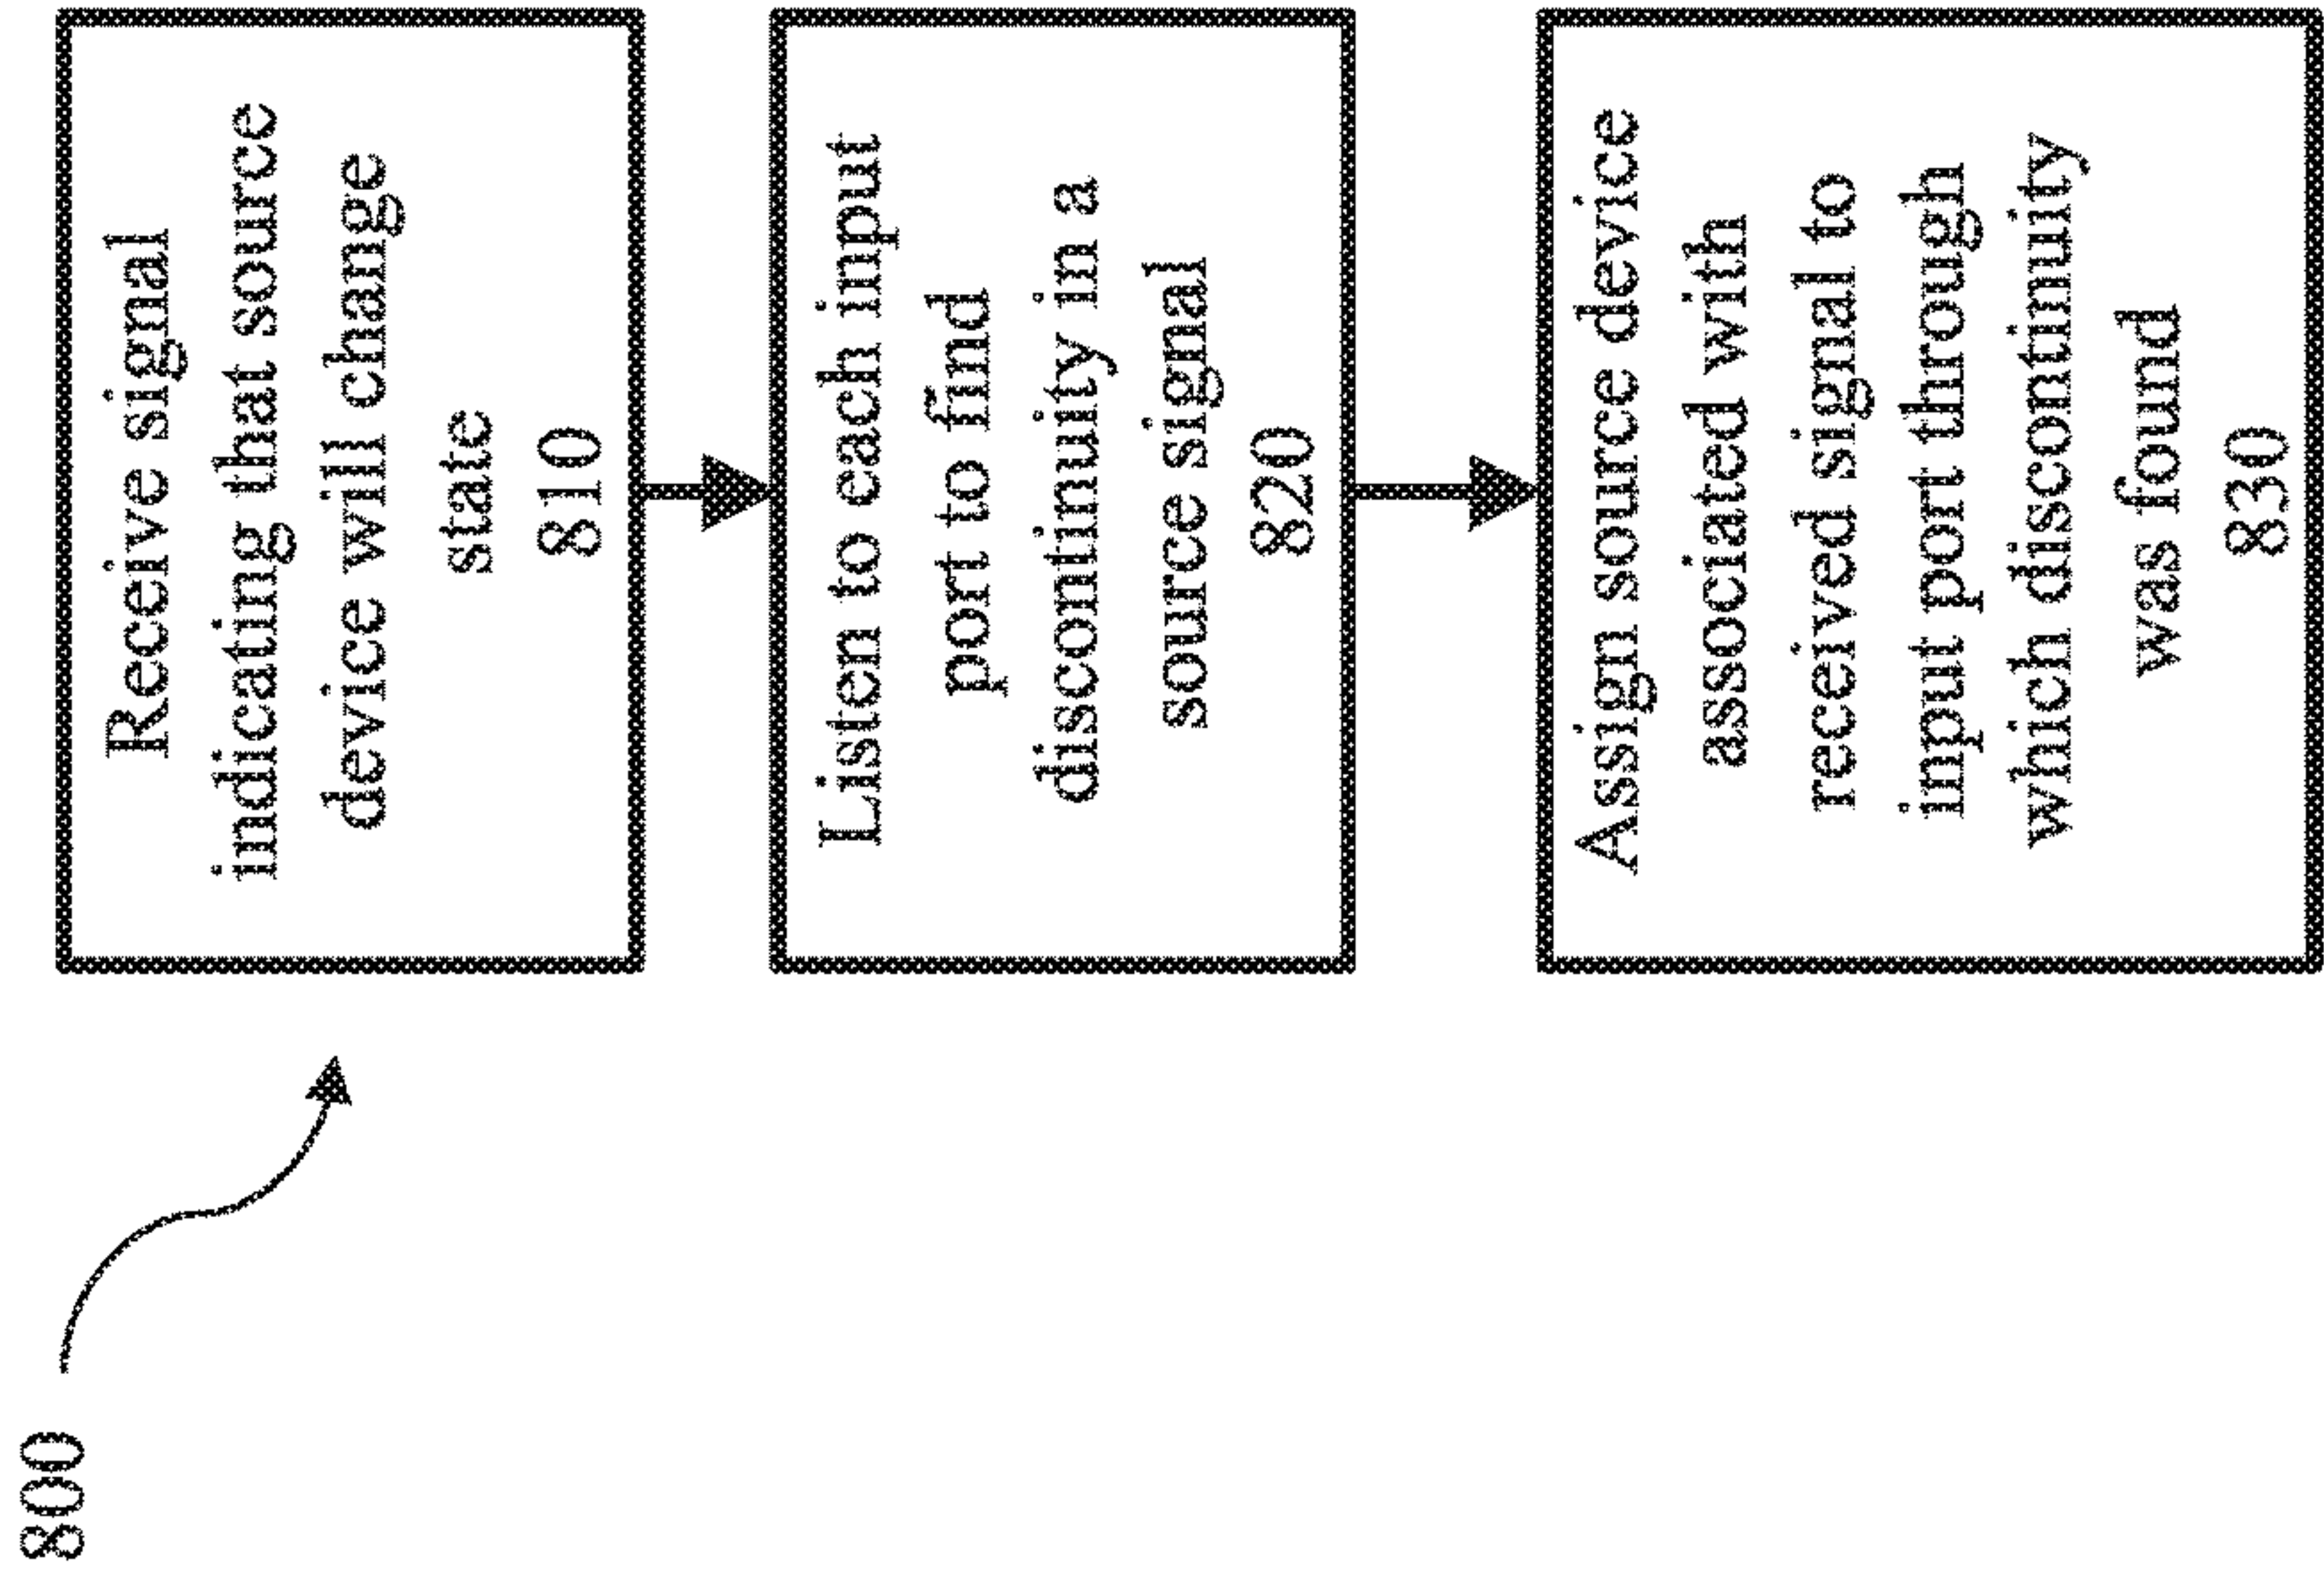 800
Receive signal
indicating that source
device will change
state
810
Listen to each input
port to find
discontinuity in a
source signal
820
Assign source device
associated with
received signal to
input port through
which discontinuity
was found
830